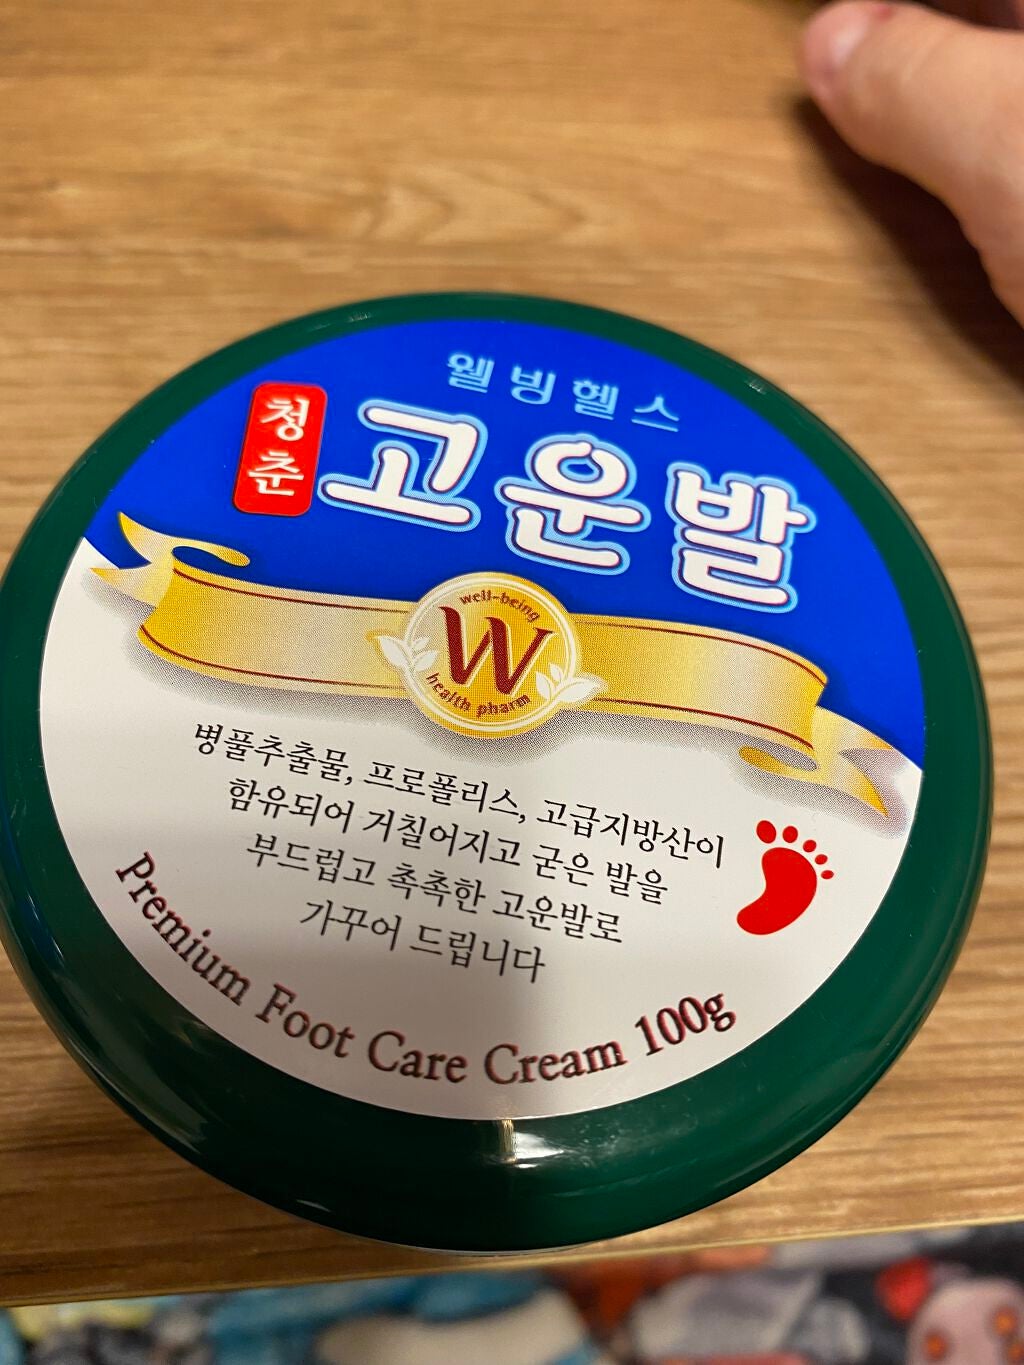 웰빙헬스
청춘
고운발
well-being
W
health pharm
병풀추출물, 프로폴리스, 고급지방산이
함유되어 거칠어지고 굳은 발을
부드럽고 촉촉한 고운발로
가꾸어 드립니다
Premium Foot Care Cream 100g